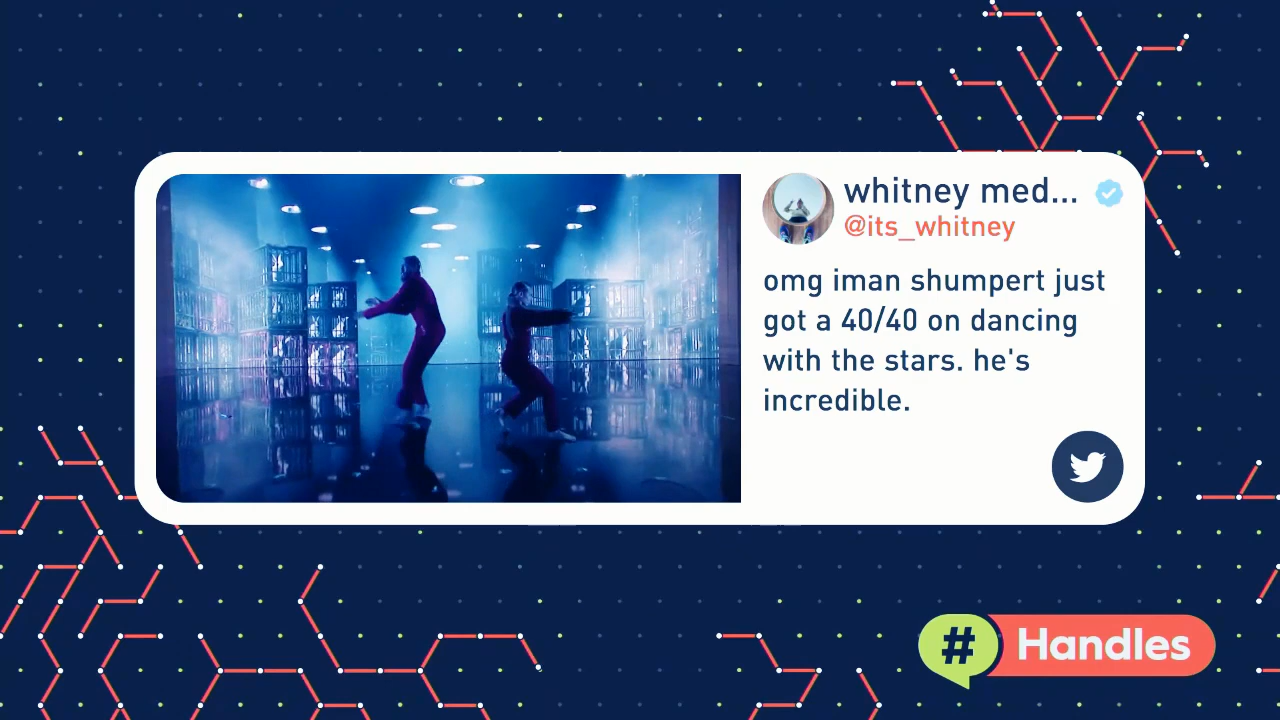 whitney med...
@its_whitney
omg iman shumpert just
got a 40/40 on dancing
with the stars. he's
incredible.
# Handles